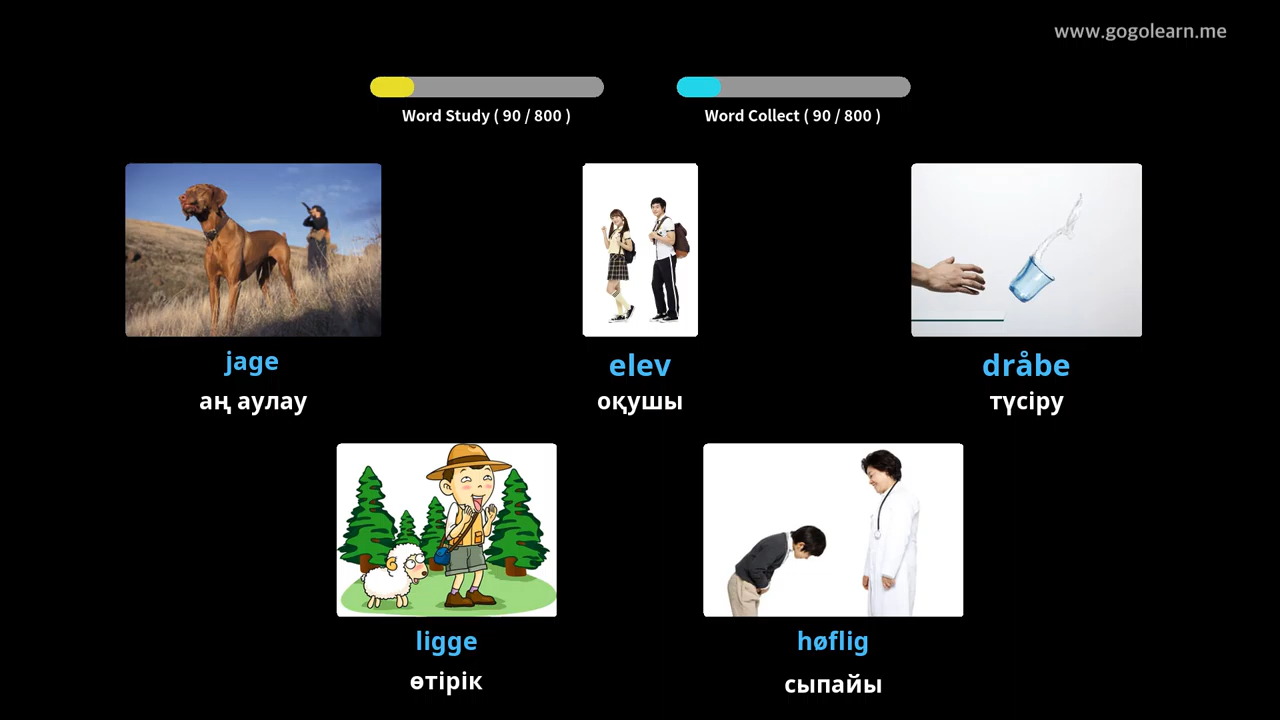 www.gogolearn.me
Word Study ( 90 / 800 )
Word Collect ( 90 / 800 )
jage
elev
dråbe
аң аулау
оқушы
түсіру
ligge
høflig
өтірік
сыпайы